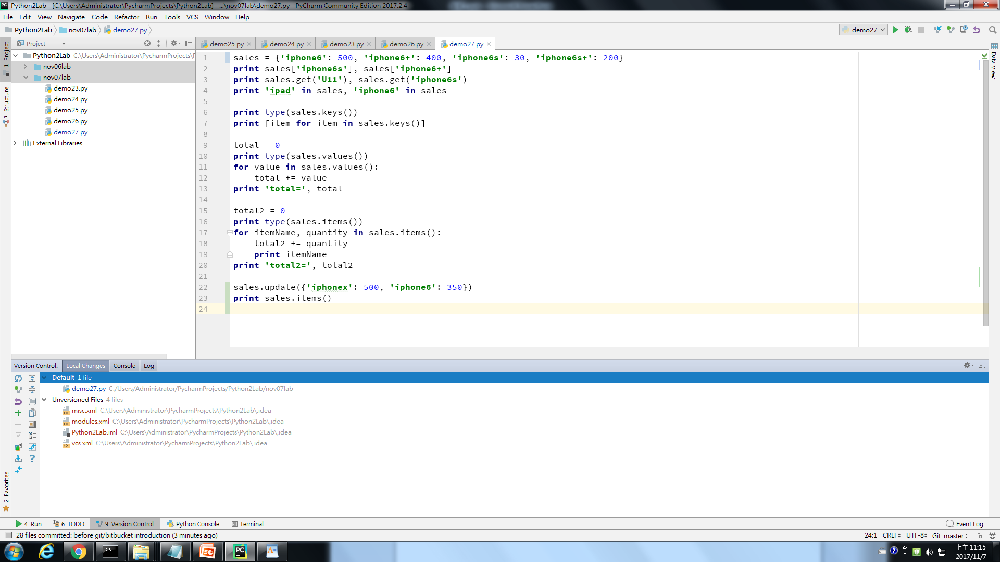 Python2Lab - [C:\Users\Administrator\PycharmProjects\Python2Lab] - ...\nov07lab\demo27.py - PyCharm Community Edition 2017.2.4
File Edit View Navigate Code Refactor Run Tools VCS Window Help
Python2Lab nov07lab demo27.py demo27
Project demo25.py demo24.py demo23.py demo26.py demo27.py
Python2Lab C:\Users\Administrator\PycharmProjects\P
nov06lab
nov07lab
demo23.py
demo24.py
demo25.py
demo26.py
demo27.py
External Libraries
1: Project
7: Structure
2: Favorites
Data View
1 sales = {'iphone6': 500, 'iphone6+': 400, 'iphone6s': 30, 'iphone6s+': 200}
2 print sales['iphone6s'], sales['iphone6+']
3 print sales.get('U11'), sales.get('iphone6s')
4 print 'ipad' in sales, 'iphone6' in sales
5
6 print type(sales.keys())
7 print [item for item in sales.keys()]
8
9 total = 0
10 print type(sales.values())
11 for value in sales.values():
12     total += value
13 print 'total=', total
14
15 total2 = 0
16 print type(sales.items())
17 for itemName, quantity in sales.items():
18     total2 += quantity
19     print itemName
20 print 'total2=', total2
21
22 sales.update({'iphonex': 500, 'iphone6': 350})
23 print sales.items()
24
Version Control: Local Changes Console Log
Default 1 file
demo27.py C:/Users/Administrator/PycharmProjects/Python2Lab/nov07lab
Unversioned Files 4 files
misc.xml C:\Users\Administrator\PycharmProjects\Python2Lab\.idea
modules.xml C:\Users\Administrator\PycharmProjects\Python2Lab\.idea
Python2Lab.iml C:\Users\Administrator\PycharmProjects\Python2Lab\.idea
vcs.xml C:\Users\Administrator\PycharmProjects\Python2Lab\.idea
4: Run 6: TODO 9: Version Control Python Console Terminal Event Log
28 files committed: before git/bitbucket introduction (3 minutes ago) 24:1 CRLF UTF-8 Git: master
上午 11:15
2017/11/7